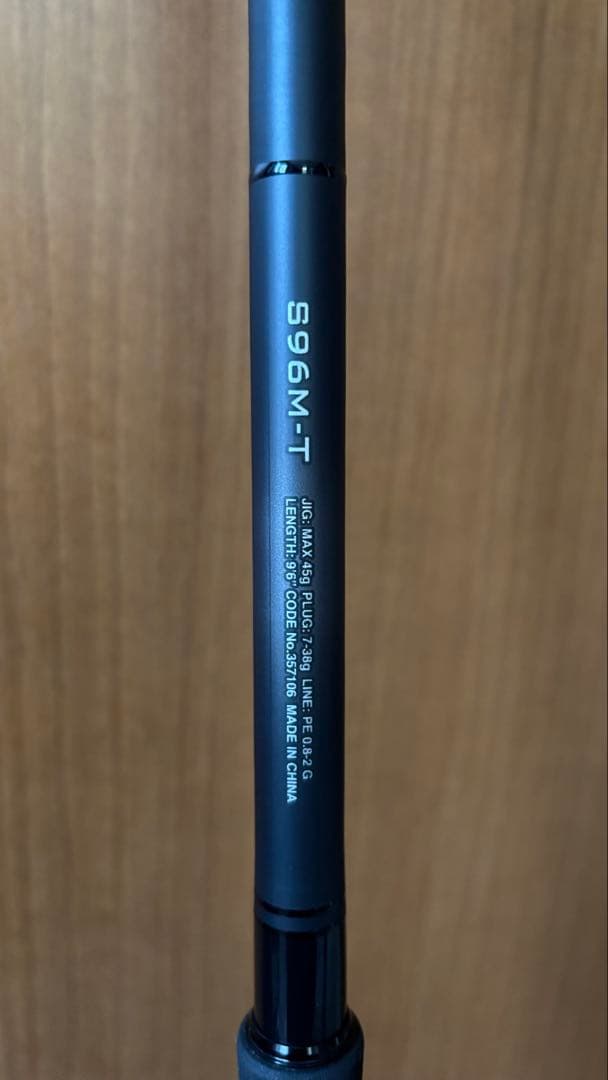 S96M-T
JIG: MAX 45g PLUG: 7-38g LINE: PE 0.8-2 G
LENGTH: 9'6" CODE No.357106 MADE IN CHINA